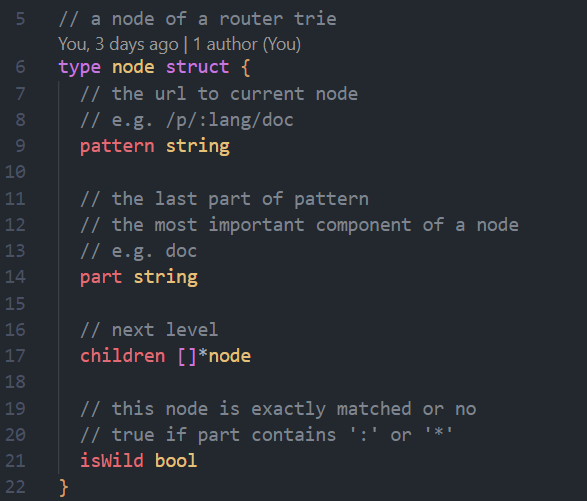 5 // a node of a router trie
You, 3 days ago | 1 author (You)
6 type node struct {
7 // the url to current node
8 // e.g. /p/:lang/doc
9 pattern string
10
11 // the last part of pattern
12 // the most important component of a node
13 // e.g. doc
14 part string
15
16 // next level
17 children []*node
18
19 // this node is exactly matched or no
20 // true if part contains ':' or '*'
21 isWild bool
22 }